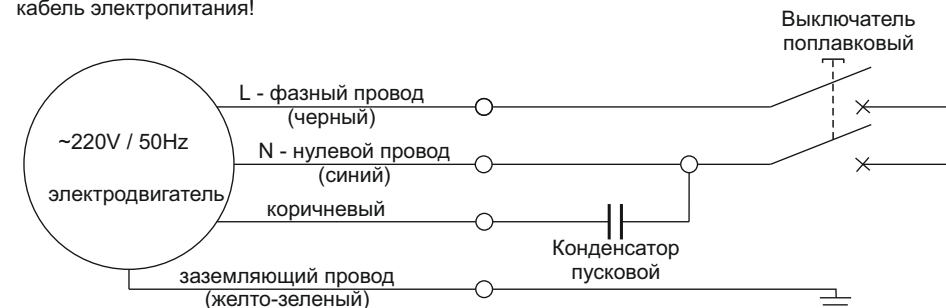 кабель электропитания!
Выключатель
поплавковый
L - фазный провод
(черный)
~220V / 50Hz
N - нулевой провод
(синий)
электродвигатель
коричневый
Конденсатор
пусковой
заземляющий провод
(желто-зеленый)